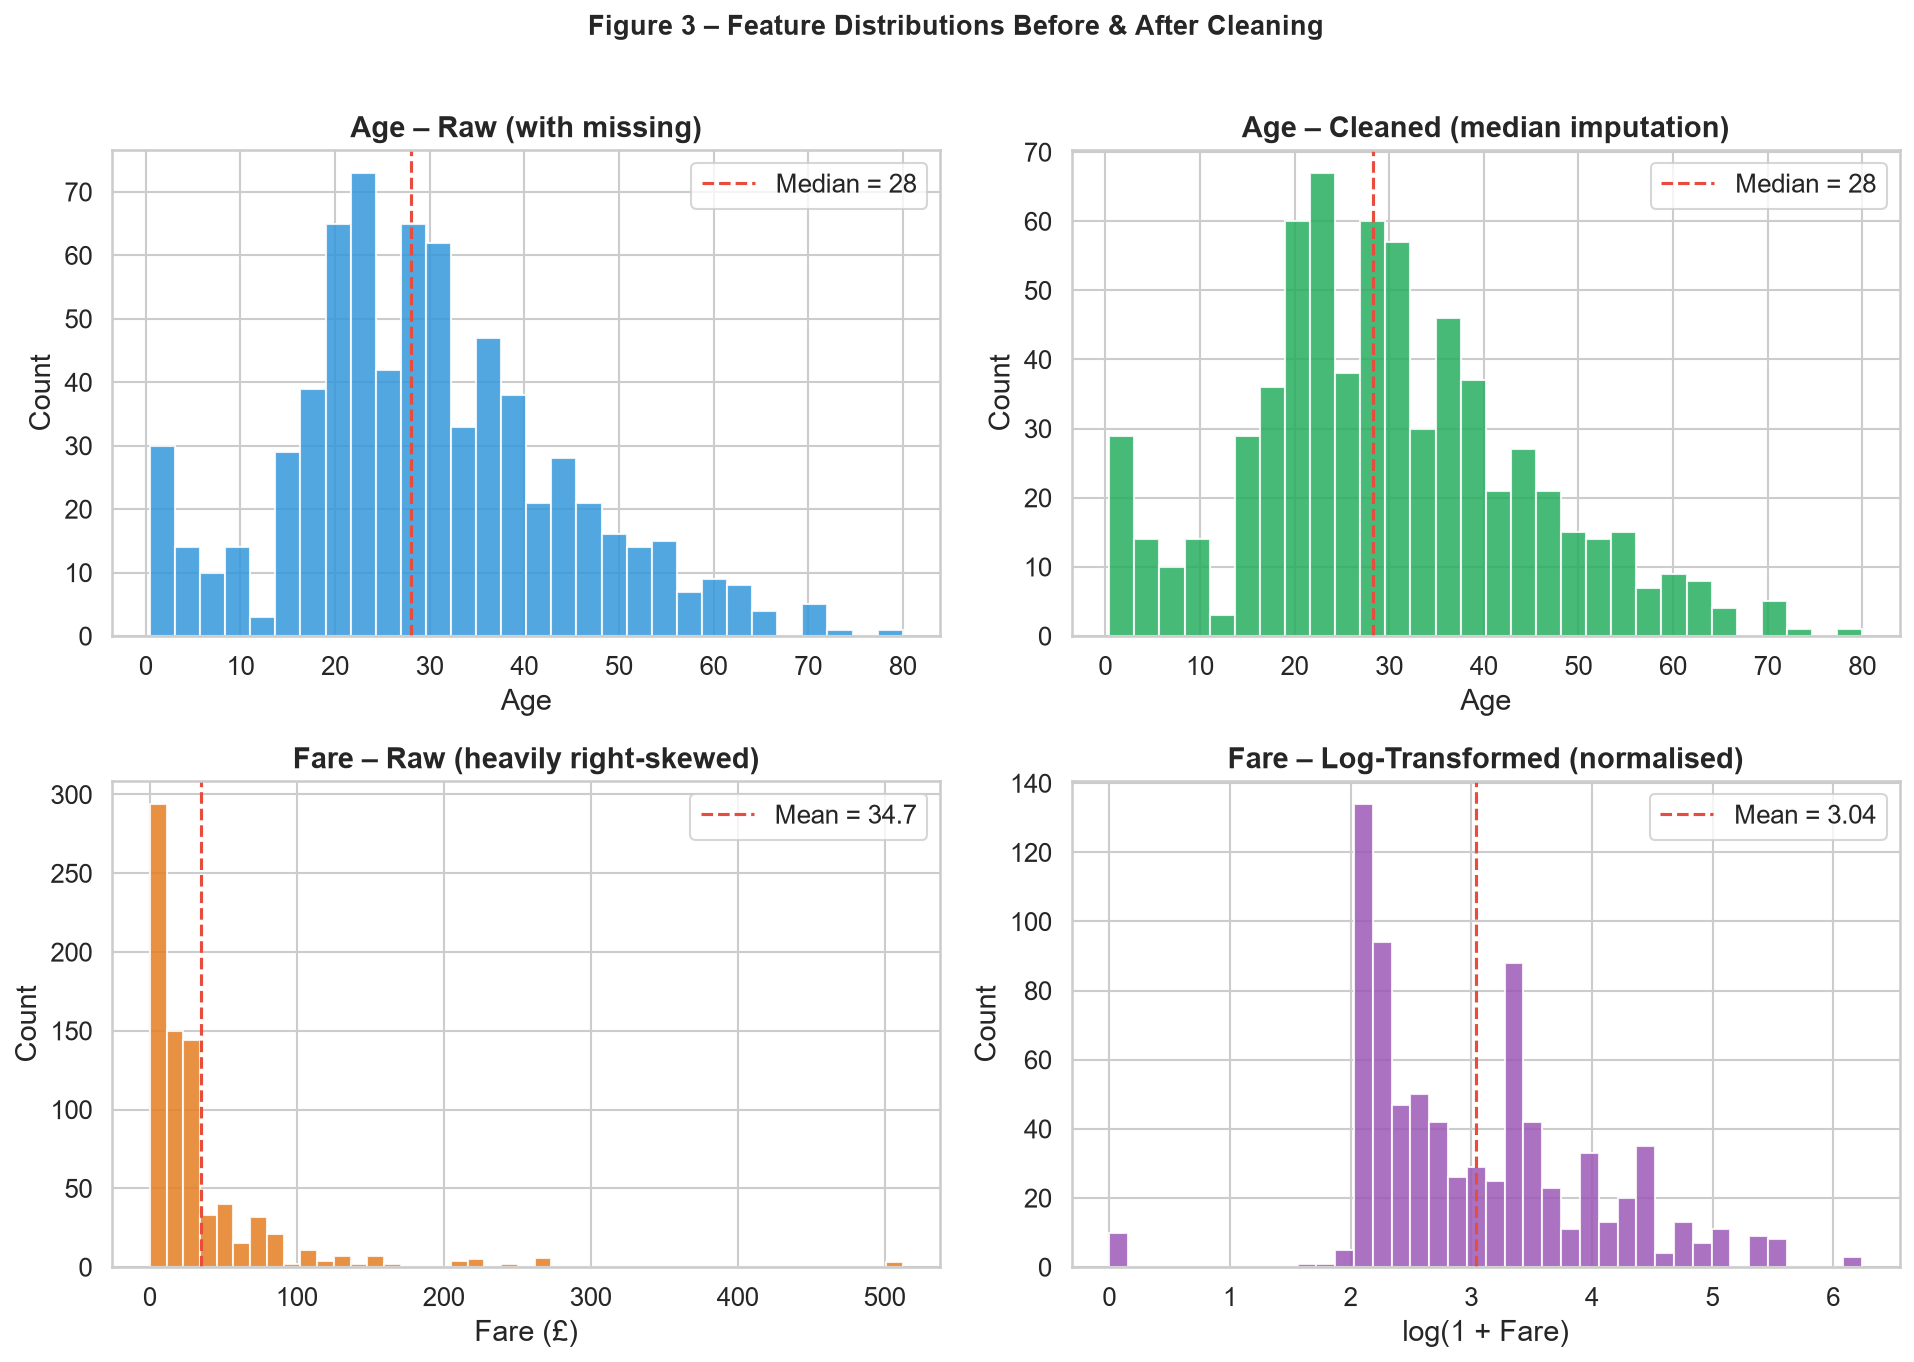 Figure 3 – Feature Distributions Before & After Cleaning
Age – Raw (with missing)
Median = 28
70
60
50
40
30
20
10
0
Count
0 10 20 30 40 50 60 70 80
Age
Age – Cleaned (median imputation)
Median = 28
70
60
50
40
30
20
10
0
Count
0 10 20 30 40 50 60 70 80
Age
Fare – Raw (heavily right-skewed)
Mean = 34.7
300
250
200
150
100
50
0
Count
0 100 200 300 400 500
Fare (£)
Fare – Log-Transformed (normalised)
Mean = 3.04
140
120
100
80
60
40
20
0
Count
0 1 2 3 4 5 6
log(1 + Fare)